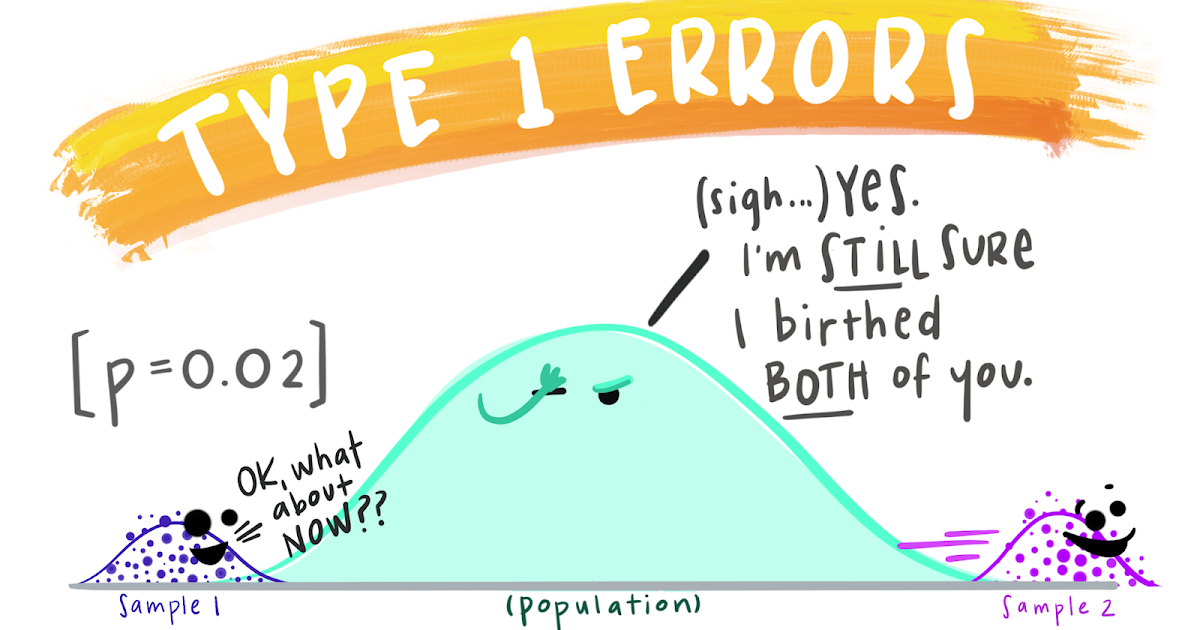 TYPE 1 ERRORS
(sigh...) YES.
I'm STILL SURE
I birthed
BOTH of you.
[p=0.02]
OK, what
about
NOW??
Sample 1
(population)
Sample 2